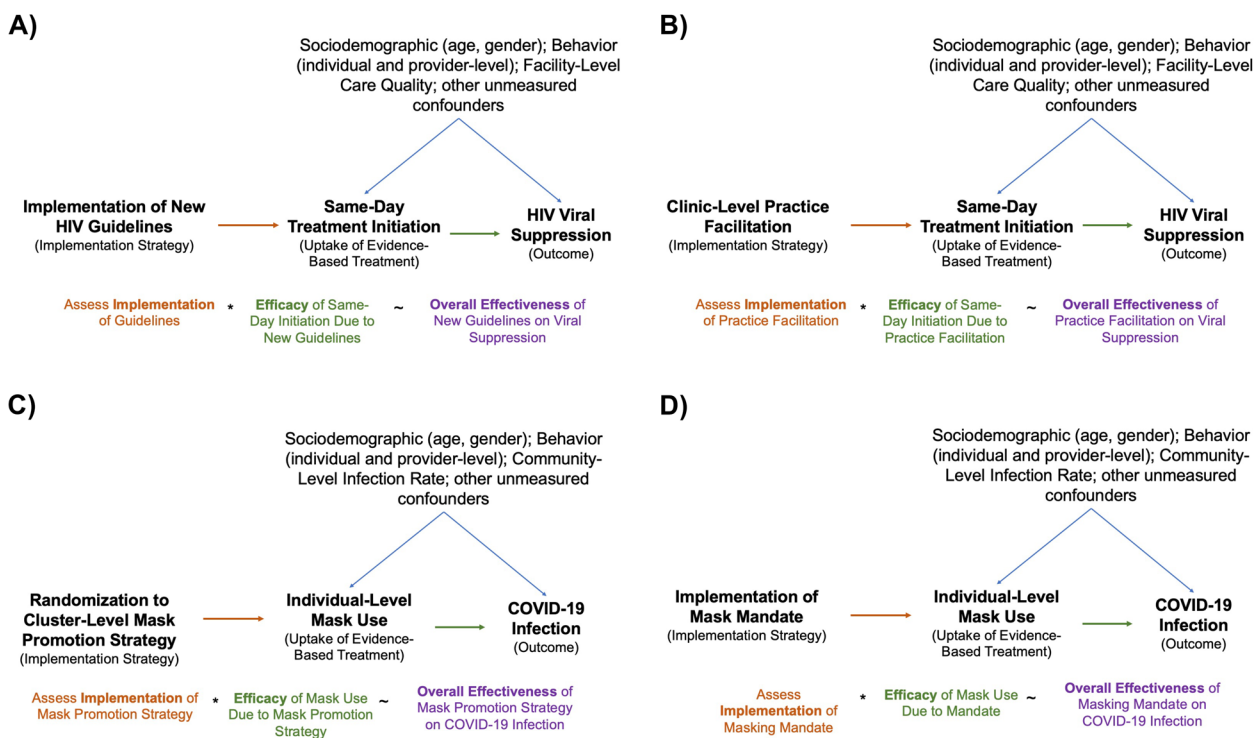 A)
Sociodemographic (age, gender); Behavior
(individual and provider-level); Facility-Level
Care Quality; other unmeasured
confounders
Implementation of New
HIV Guidelines
(Implementation Strategy)
Same-Day
Treatment Initiation
(Uptake of Evidence-
Based Treatment)
HIV Viral
Suppression
(Outcome)
Assess Implementation
of Guidelines
*
Efficacy of Same-
Day Initiation Due to
New Guidelines
~
Overall Effectiveness of
New Guidelines on Viral
Suppression
B)
Sociodemographic (age, gender); Behavior
(individual and provider-level); Facility-Level
Care Quality; other unmeasured
confounders
Clinic-Level Practice
Facilitation
(Implementation Strategy)
Same-Day
Treatment Initiation
(Uptake of Evidence-
Based Treatment)
HIV Viral
Suppression
(Outcome)
Assess Implementation
of Practice Facilitation
*
Efficacy of Same-
Day Initiation Due to
Practice Facilitation
~
Overall Effectiveness of
Practice Facilitation on Viral
Suppression
C)
Sociodemographic (age, gender); Behavior
(individual and provider-level); Community-
Level Infection Rate; other unmeasured
confounders
Randomization to
Cluster-Level Mask
Promotion Strategy
(Implementation Strategy)
Individual-Level
Mask Use
(Uptake of Evidence-
Based Treatment)
COVID-19
Infection
(Outcome)
Assess Implementation of
Mask Promotion Strategy
*
Efficacy of Mask Use
Due to Mask Promotion
Strategy
~
Overall Effectiveness of
Mask Promotion Strategy
on COVID-19 Infection
D)
Sociodemographic (age, gender); Behavior
(individual and provider-level); Community-
Level Infection Rate; other unmeasured
confounders
Implementation of
Mask Mandate
(Implementation Strategy)
Individual-Level
Mask Use
(Uptake of Evidence-
Based Treatment)
COVID-19
Infection
(Outcome)
Assess
Implementation of
Masking Mandate
*
Efficacy of Mask Use
Due to Mandate
~
Overall Effectiveness of
Masking Mandate on
COVID-19 Infection